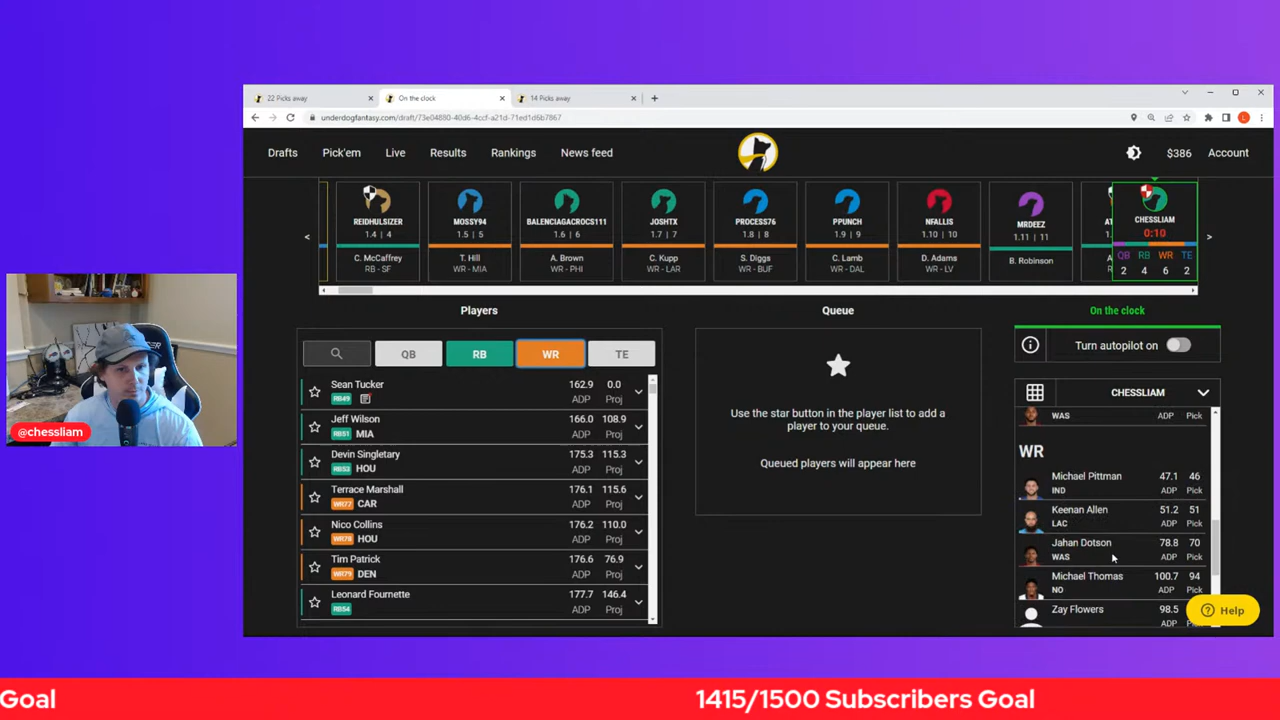 22 Picks away
On the clock
14 Picks away
underdogfantasy.com/draft/73e04880-40d6-4ccf-a21d-71ed1d6b7867
Drafts
Pick'em
Live
Results
Rankings
News feed
$386
Account
REIDHULSIZER
1.4 | 4
C. McCaffrey
RB - SF
MOSSY94
1.5 | 5
T. Hill
WR - MIA
BALENCIAGACROCS111
1.6 | 6
A. Brown
WR - PHI
JOSHTX
1.7 | 7
C. Kupp
WR - LAR
PROCESS76
1.8 | 8
S. Diggs
WR - BUF
PPUNCH
1.9 | 9
C. Lamb
WR - DAL
NFALLIS
1.10 | 10
D. Adams
WR - LV
MRDEEZ
1.11 | 11
B. Robinson
CHESSLIAM
0:10
QB RB WR TE
2 4 6 2
Players
QB
RB
WR
TE
Sean Tucker 162.9 0.0
RB49 ADP Proj
Jeff Wilson 166.0 108.9
RB51 MIA ADP Proj
Devin Singletary 175.3 115.3
RB53 HOU ADP Proj
Terrace Marshall 176.1 115.6
WR77 CAR ADP Proj
Nico Collins 176.2 110.0
WR78 HOU ADP Proj
Tim Patrick 176.6 76.9
WR79 DEN ADP Proj
Leonard Fournette 177.7 146.4
RB54 ADP Proj
Queue
Use the star button in the player list to add a
player to your queue.
Queued players will appear here
On the clock
Turn autopilot on
CHESSLIAM
WAS ADP Pick
WR
Michael Pittman 47.1 46
IND ADP Pick
Keenan Allen 51.2 51
LAC ADP Pick
Jahan Dotson 78.8 70
WAS ADP Pick
Michael Thomas 100.7 94
NO ADP Pick
Zay Flowers 98.5
ADP
Help
@chessliam
Goal
1415/1500 Subscribers Goal